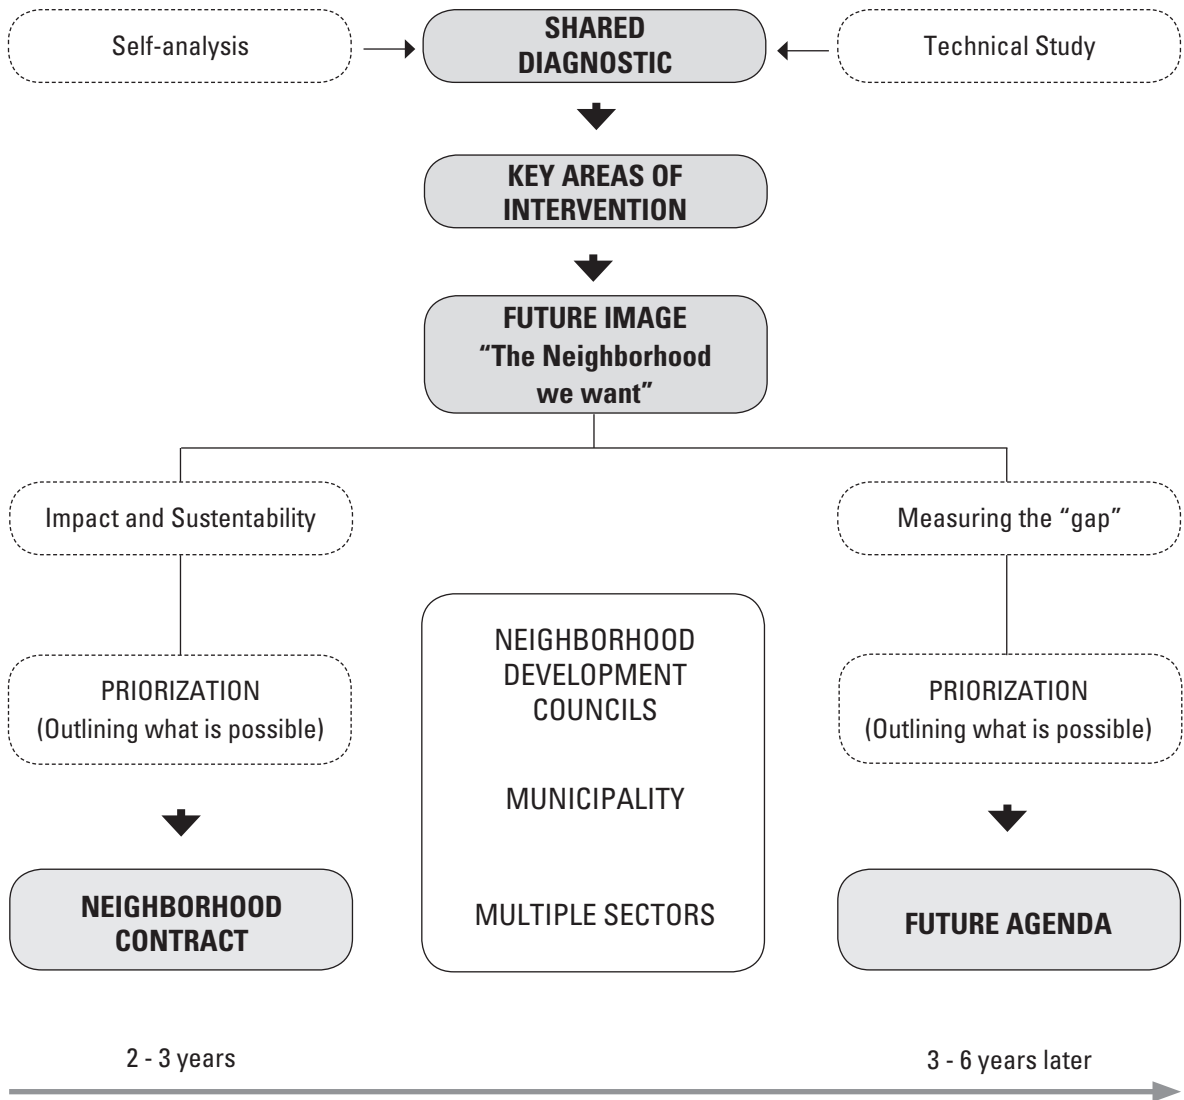 Self-analysis
SHARED
DIAGNOSTIC
Technical Study
KEY AREAS OF
INTERVENTION
FUTURE IMAGE
“The Neighborhood
we want”
Impact and Sustentability
Measuring the “gap”
NEIGHBORHOOD
DEVELOPMENT
COUNCILS
MUNICIPALITY
MULTIPLE SECTORS
PRIORIZATION
(Outlining what is possible)
PRIORIZATION
(Outlining what is possible)
NEIGHBORHOOD
CONTRACT
FUTURE AGENDA
2 - 3 years
3 - 6 years later